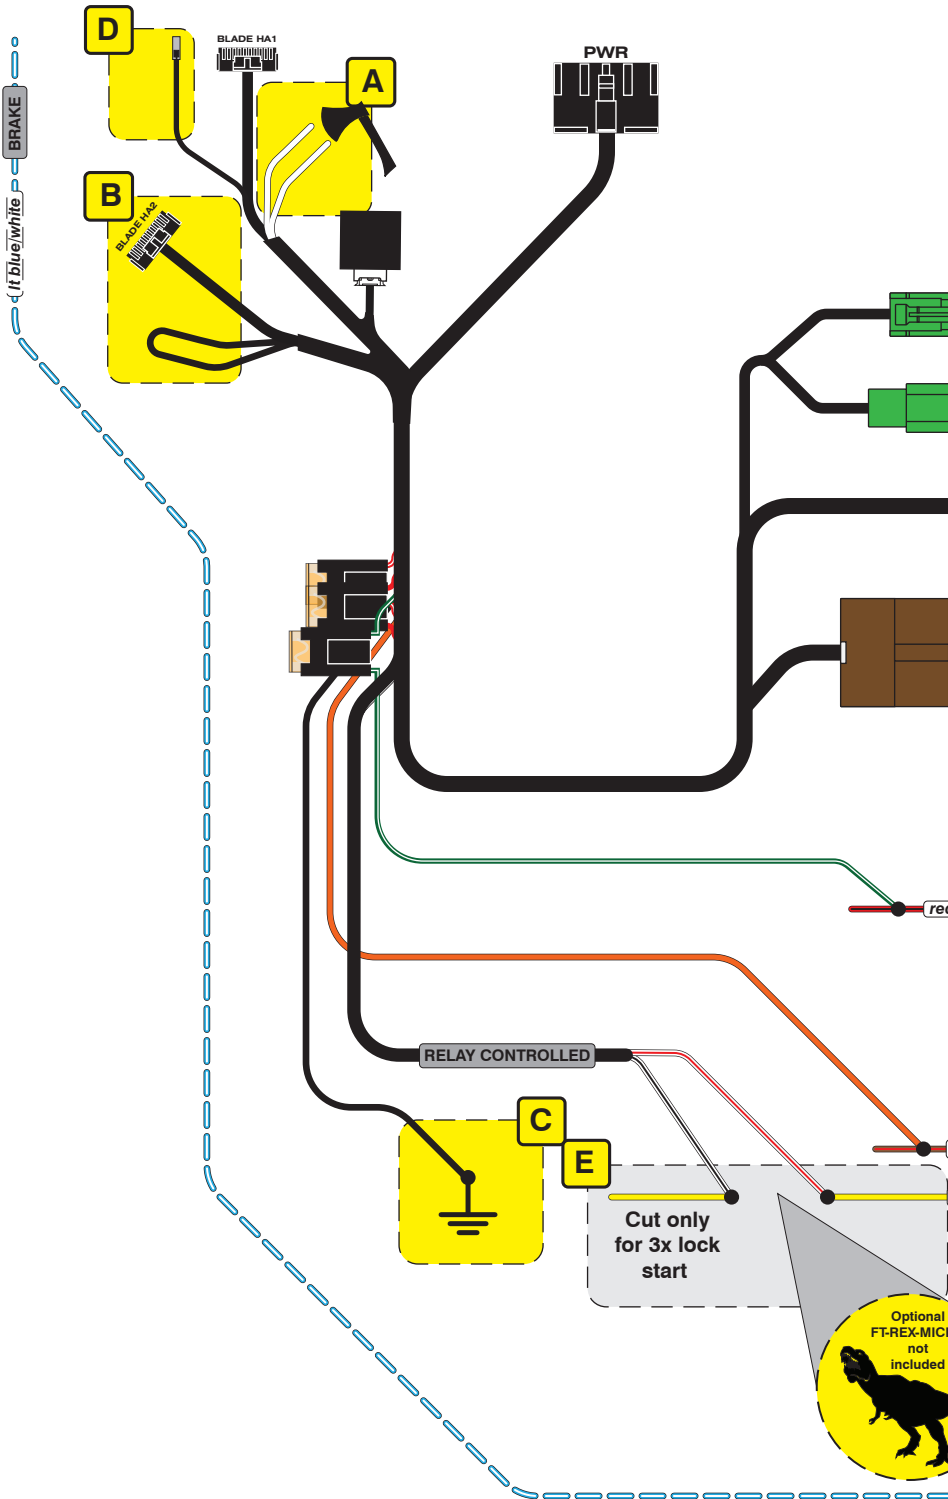 D
BLADE HA1
A
PWR
BRAKE
B
BLADE HA2
lt blue/white
RELAY CONTROLLED
C
E
Cut only
for 3x lock
start
Optional
not
included